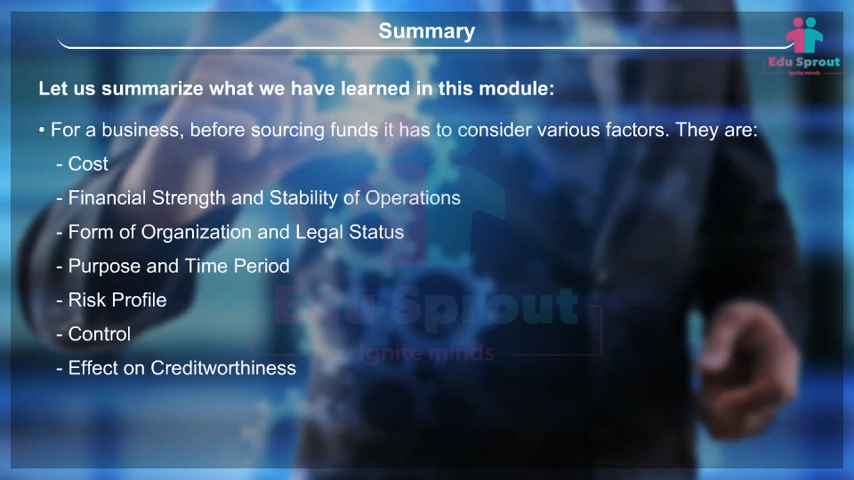 Summary
Edu Sprout
Ignite minds
Let us summarize what we have learned in this module:
• For a business, before sourcing funds it has to consider various factors. They are:
- Cost
- Financial Strength and Stability of Operations
- Form of Organization and Legal Status
- Purpose and Time Period
- Risk Profile
- Control
- Effect on Creditworthiness
Edu Sprout
Ignite minds